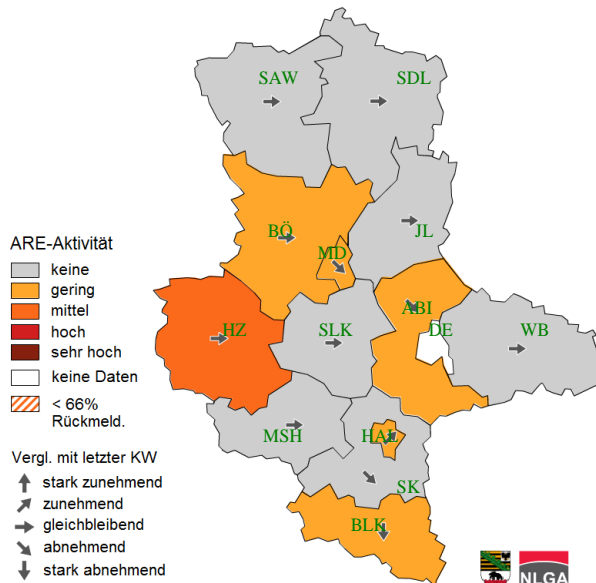 SAW
SDL
BÖ
MD
JL
ARE-Aktivität
keine
gering
mittel
hoch
sehr hoch
keine Daten
< 66%
Rückmeld.
HZ
SLK
ABI
DE
WB
MSH
HAL
SK
BLK
Vergl. mit letzter KW
stark zunehmend
zunehmend
gleichbleibend
abnehmend
stark abnehmend
NLGA